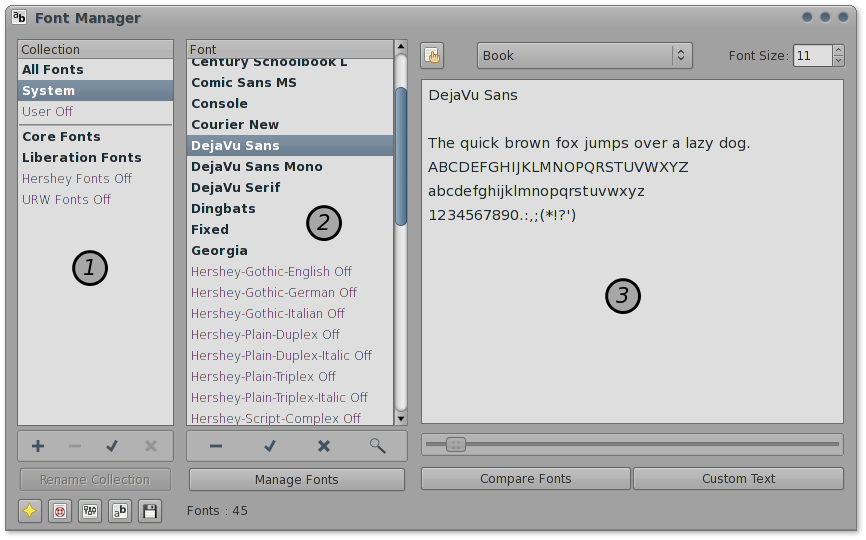 Font Manager
Collection
All Fonts
System
User Off
Core Fonts
Liberation Fonts
Hershey Fonts Off
URW Fonts Off
1
Rename Collection
Font
Century Schoolbook L
Comic Sans MS
Console
Courier New
DejaVu Sans
DejaVu Sans Mono
DejaVu Serif
Dingbats
Fixed
Georgia
Hershey-Gothic-English Off
Hershey-Gothic-German Off
Hershey-Gothic-Italian Off
Hershey-Plain-Duplex Off
Hershey-Plain-Duplex-Italic Off
Hershey-Plain-Triplex Off
Hershey-Plain-Triplex-Italic Off
Hershey-Script-Complex Off
2
Manage Fonts
Fonts : 45
Book
Font Size: 11
DejaVu Sans
The quick brown fox jumps over a lazy dog.
ABCDEFGHIJKLMNOPQRSTUVWXYZ
abcdefghijklmnopqrstuvwxyz
1234567890.:,;(*!?')
3
Compare Fonts
Custom Text